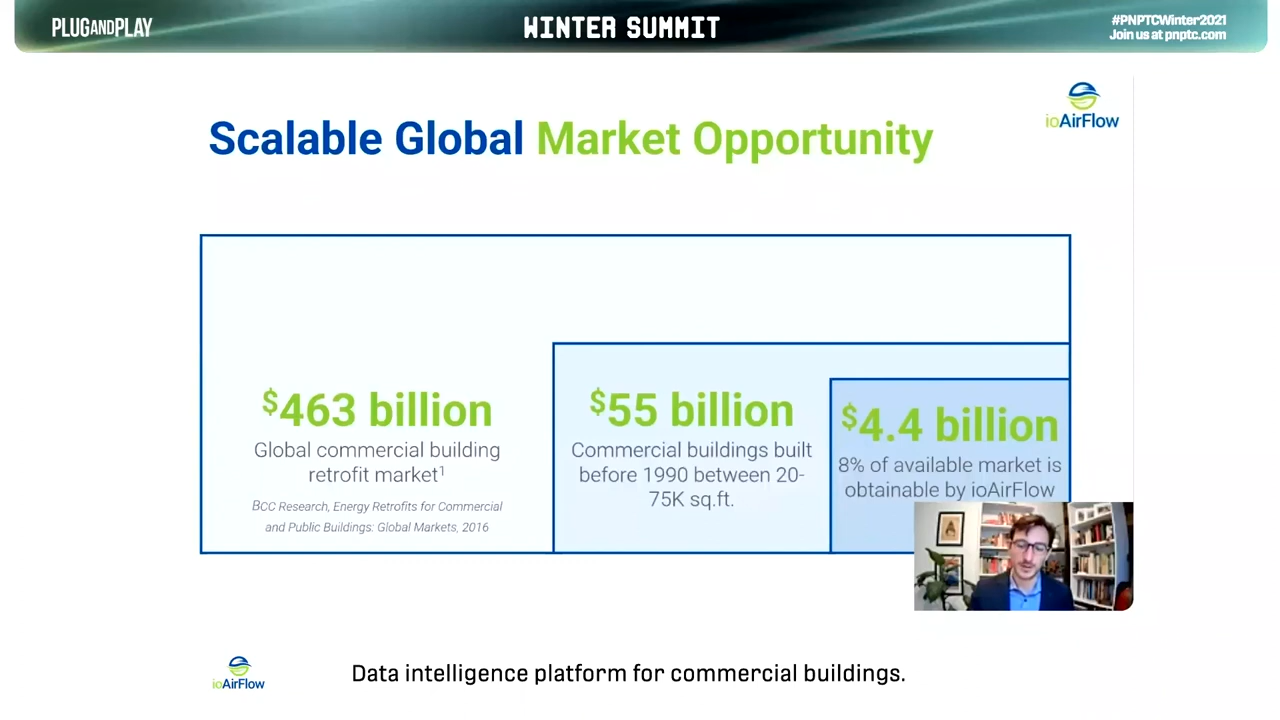 PLUGANDPLAY
WINTER SUMMIT
#PNPTCWinter2021
Join us at pnptc.com
ioAirFlow
Scalable Global Market Opportunity
$463 billion
Global commercial building
retrofit market1
BCC Research, Energy Retrofits for Commercial
and Public Buildings: Global Markets, 2016
$55 billion
Commercial buildings built
before 1990 between 20-
75K sq.ft.
$4.4 billion
8% of available market is
obtainable by ioAirFlow
ioAirFlow
Data intelligence platform for commercial buildings.